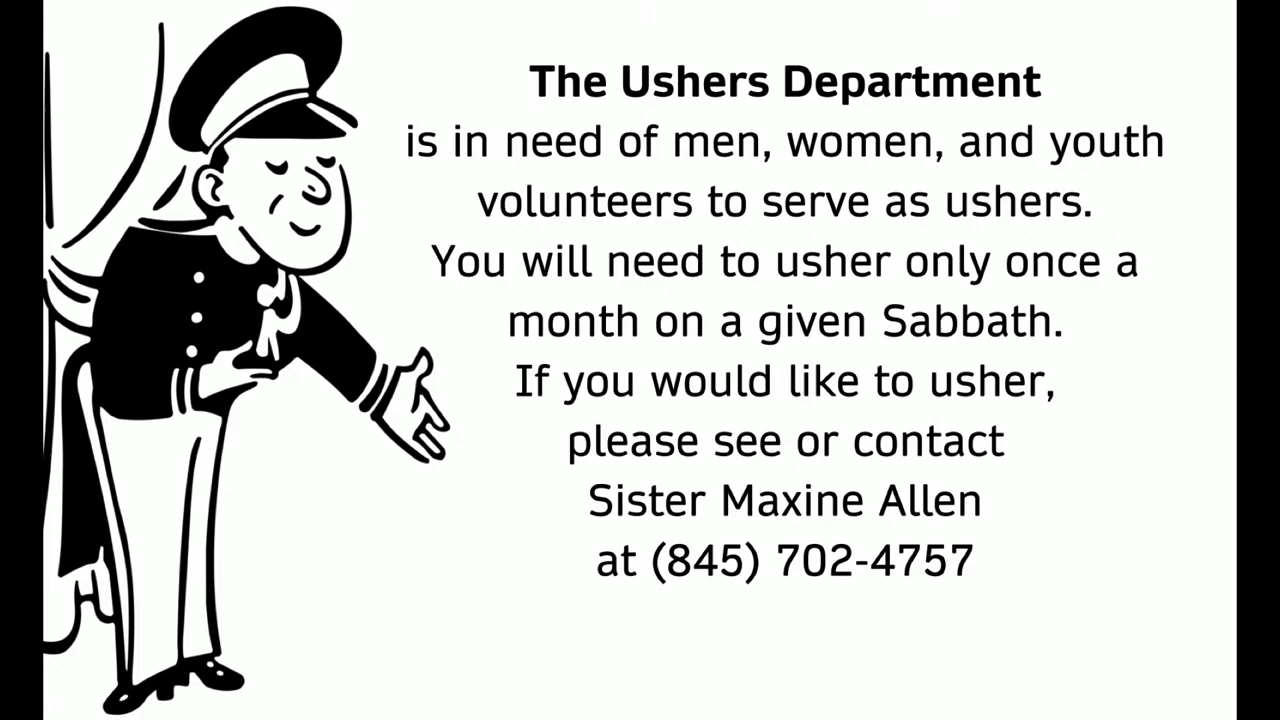 The Ushers Department
is in need of men, women, and youth
volunteers to serve as ushers.
You will need to usher only once a
month on a given Sabbath.
If you would like to usher,
please see or contact
Sister Maxine Allen
at (845) 702-4757